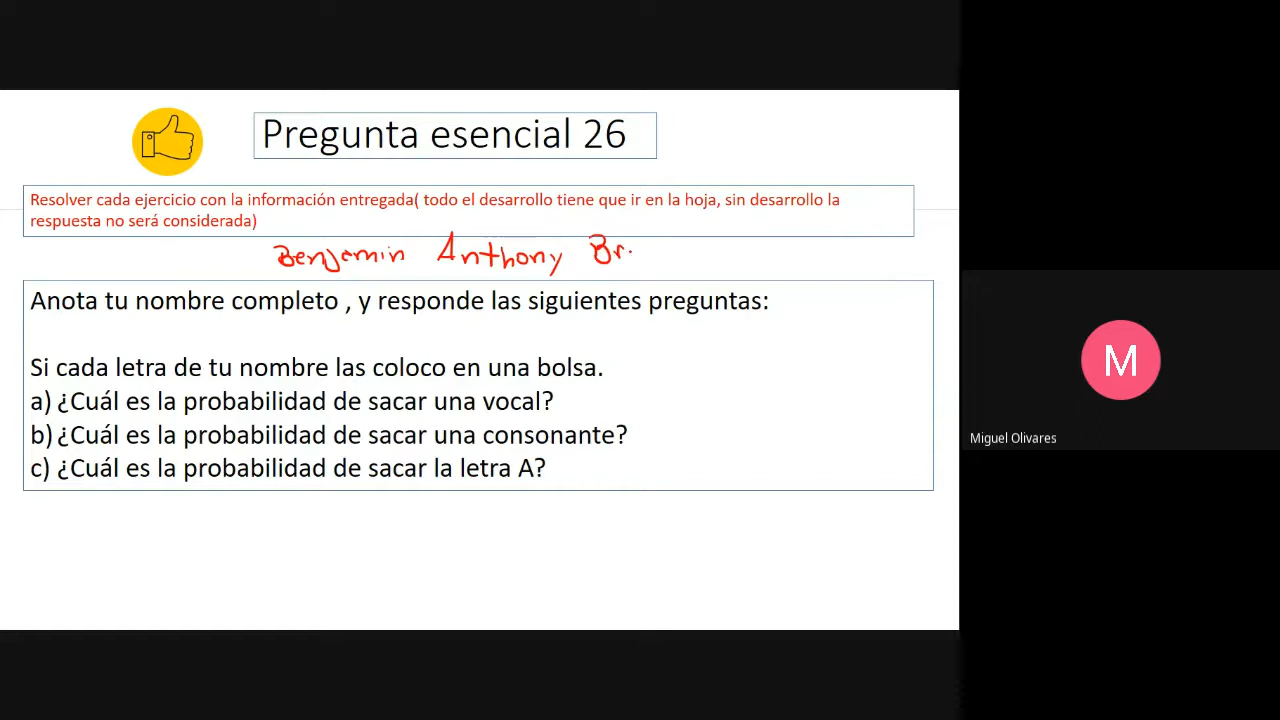 Pregunta esencial 26
Resolver cada ejercicio con la información entregada( todo el desarrollo tiene que ir en la hoja, sin desarrollo la
respuesta no será considerada)
Benjemin Anthony Br.
Anota tu nombre completo , y responde las siguientes preguntas:
Si cada letra de tu nombre las coloco en una bolsa.
a) ¿Cuál es la probabilidad de sacar una vocal?
b) ¿Cuál es la probabilidad de sacar una consonante?
c) ¿Cuál es la probabilidad de sacar la letra A?
M
Miguel Olivares